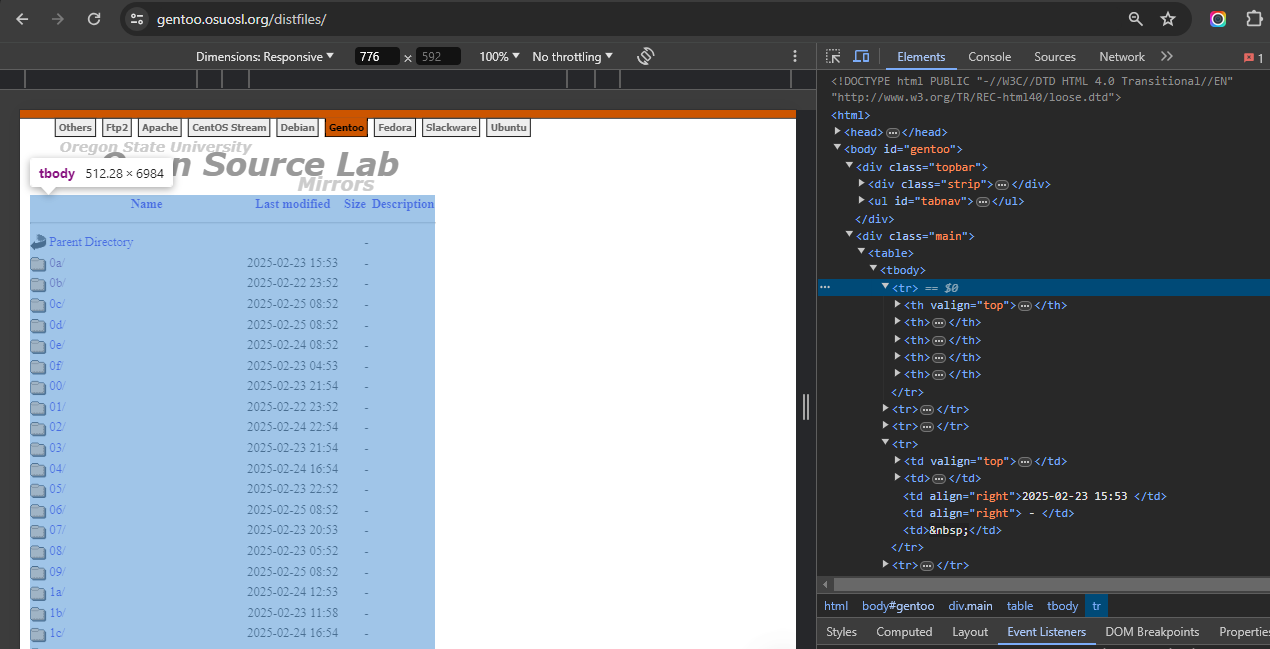 gentoo.osuosl.org/distfiles/
Dimensions: Responsive 776 × 592 100% No throttling
Others Ftp2 Apache CentOS Stream Debian Gentoo Fedora Slackware Ubuntu
Oregon State University
Open Source Lab
Mirrors
tbody 512.28 × 6984
Name Last modified Size Description
Parent Directory -
0a/ 2025-02-23 15:53 -
0b/ 2025-02-22 23:52 -
0c/ 2025-02-25 08:52 -
0d/ 2025-02-25 08:52 -
0e/ 2025-02-24 08:52 -
0f/ 2025-02-23 04:53 -
00/ 2025-02-23 21:54 -
01/ 2025-02-22 23:52 -
02/ 2025-02-24 22:54 -
03/ 2025-02-23 21:54 -
04/ 2025-02-24 16:54 -
05/ 2025-02-23 22:52 -
06/ 2025-02-25 08:52 -
07/ 2025-02-23 20:53 -
08/ 2025-02-23 05:52 -
09/ 2025-02-25 08:52 -
1a/ 2025-02-24 12:53 -
1b/ 2025-02-23 11:58 -
1c/ 2025-02-24 16:54 -
Elements Console Sources Network 1
<!DOCTYPE html PUBLIC "-//W3C//DTD HTML 4.0 Transitional//EN"
"http://www.w3.org/TR/REC-html40/loose.dtd">
<html>
<head>…</head>
<body id="gentoo">
<div class="topbar">
<div class="strip">…</div>
<ul id="tabnav">…</ul>
</div>
<div class="main">
<table>
<tbody>
… <tr> == $0
<th valign="top">…</th>
<th>…</th>
<th>…</th>
<th>…</th>
<th>…</th>
</tr>
<tr>…</tr>
<tr>…</tr>
<tr>
<td valign="top">…</td>
<td>…</td>
<td align="right">2025-02-23 15:53 </td>
<td align="right"> - </td>
<td>&nbsp;</td>
</tr>
<tr>…</tr>
html body#gentoo div.main table tbody tr
Styles Computed Layout Event Listeners DOM Breakpoints Properties